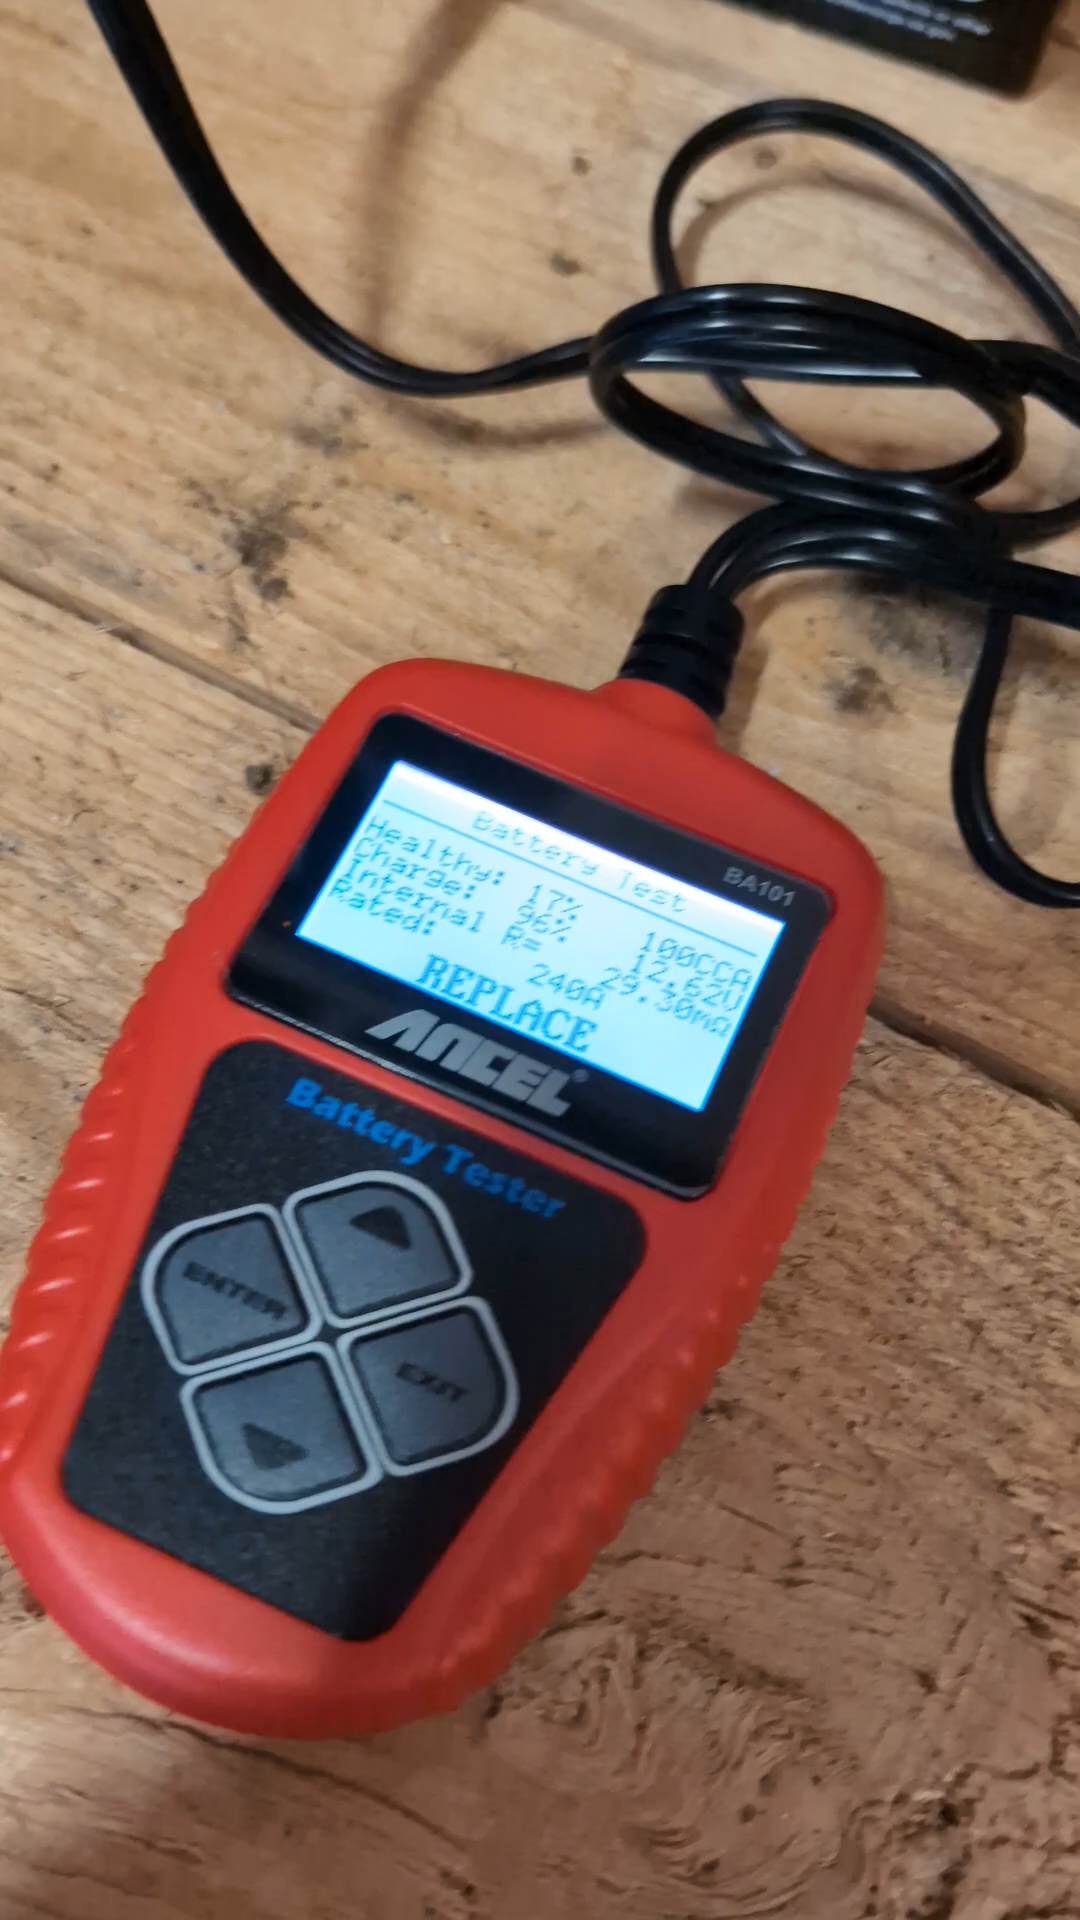 BA101
Battery Test
Healthy: 17% 100CCA
Charge: 96% 12.62V
Internal R= 29.30mΩ
Rated: 240A
REPLACE
ANCEL®
Battery Tester
ENTER
EXIT